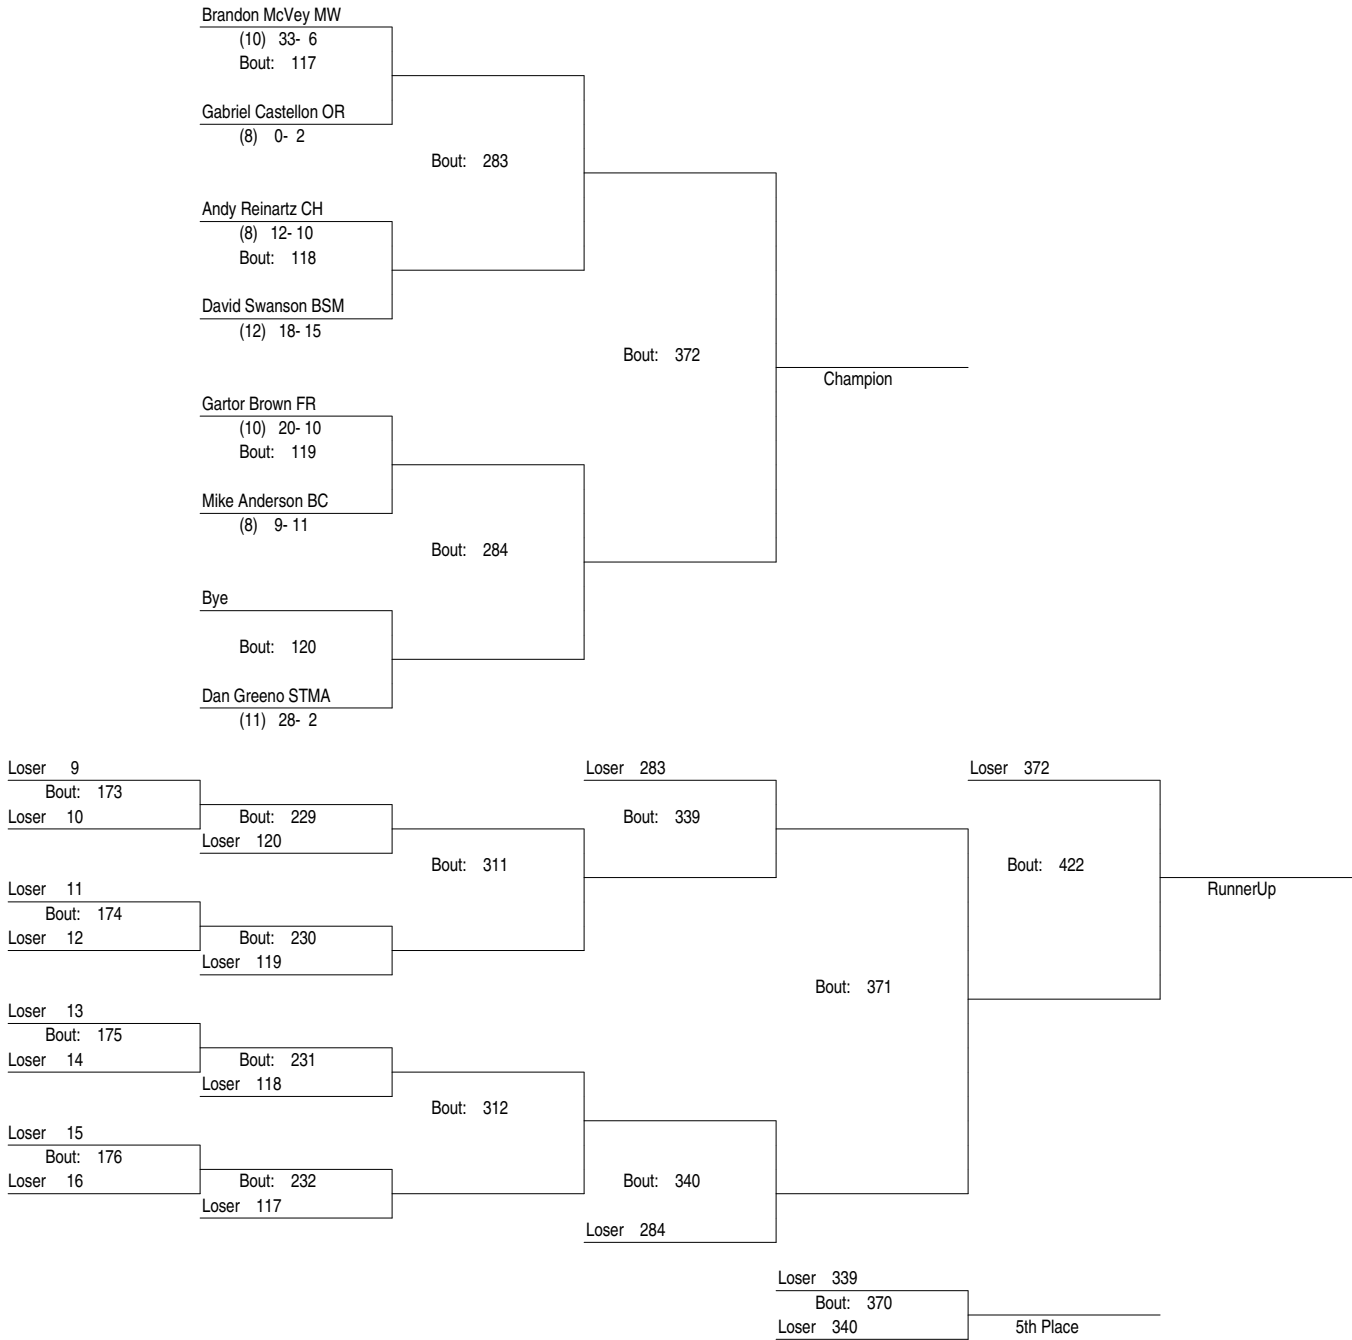 Brandon McVey MW
(10) 33- 6
Bout: 117
Gabriel Castellon OR
(8) 0- 2
Bout: 283
Andy Reinartz CH
(8) 12- 10
Bout: 118
David Swanson BSM
(12) 18- 15
Bout: 372
Champion
Gartor Brown FR
(10) 20- 10
Bout: 119
Mike Anderson BC
(8) 9- 11
Bout: 284
Bye
Bout: 120
Dan Greeno STMA
(11) 28- 2
Loser 9
Bout: 173
Loser 10
Bout: 229
Loser 120
Bout: 311
Loser 283
Bout: 339
Loser 372
Bout: 422
RunnerUp
Loser 11
Bout: 174
Loser 12
Bout: 230
Loser 119
Bout: 371
Loser 13
Bout: 175
Loser 14
Bout: 231
Loser 118
Bout: 312
Loser 15
Bout: 176
Loser 16
Bout: 232
Loser 117
Bout: 340
Loser 284
Loser 339
Bout: 370
Loser 340
5th Place